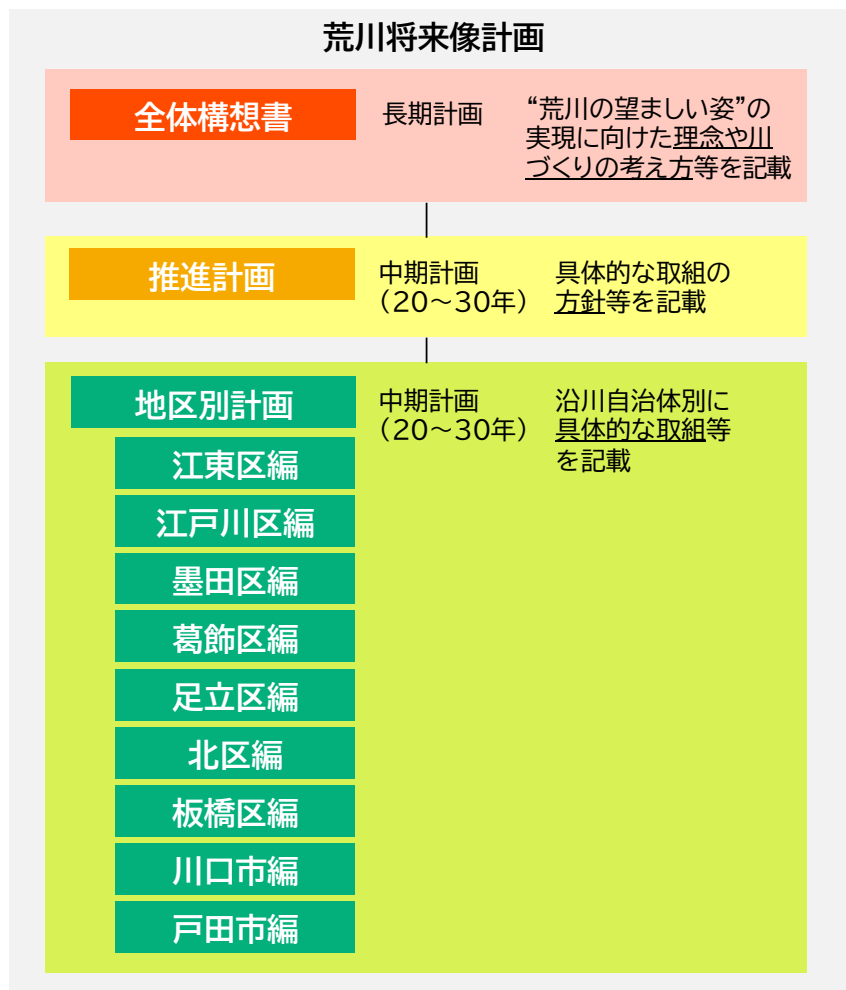 荒川将来像計画
全体構想書
長期計画
“荒川の望ましい姿”の
実現に向けた理念や川
づくりの考え方等を記載
推進計画
中期計画
（20～30年）
具体的な取組の
方針等を記載
地区別計画
中期計画
（20～30年）
沿川自治体別に
具体的な取組等
を記載
江東区編
江戸川区編
墨田区編
葛飾区編
足立区編
北区編
板橋区編
川口市編
戸田市編